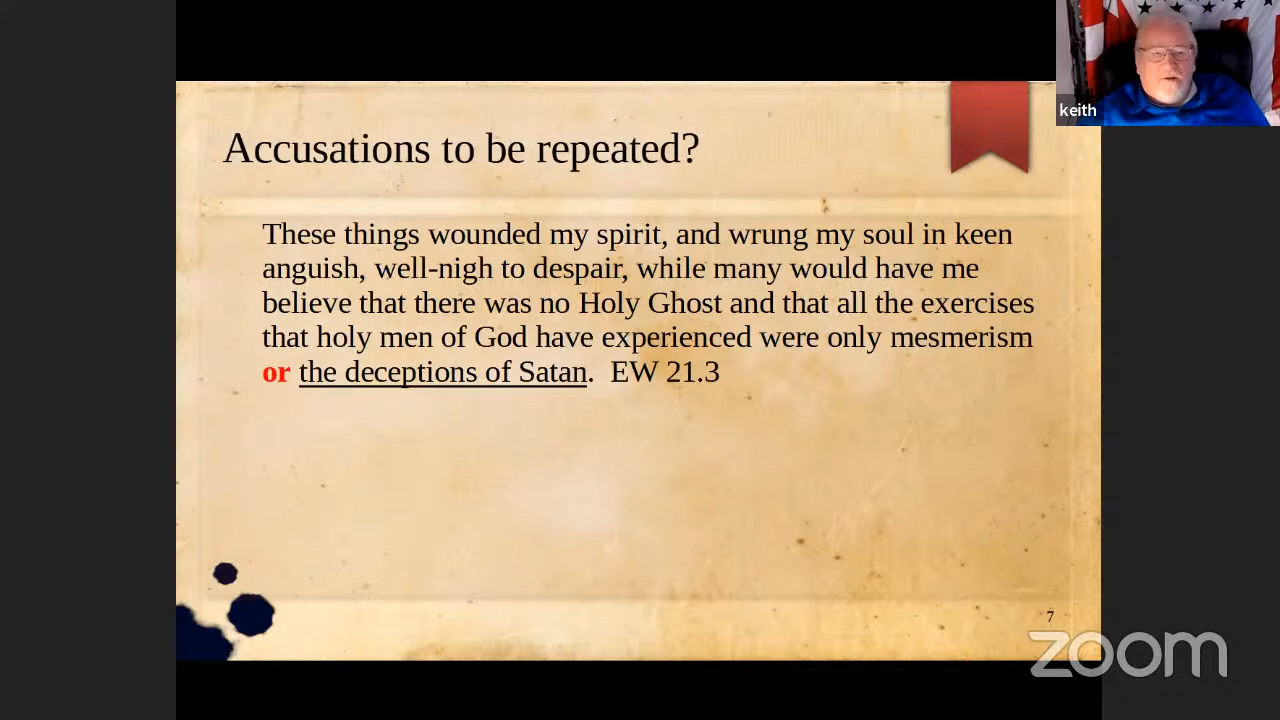 keith
Accusations to be repeated?
These things wounded my spirit, and wrung my soul in keen
anguish, well-nigh to despair, while many would have me
believe that there was no Holy Ghost and that all the exercises
that holy men of God have experienced were only mesmerism
or the deceptions of Satan.  EW 21.3
7
zoom